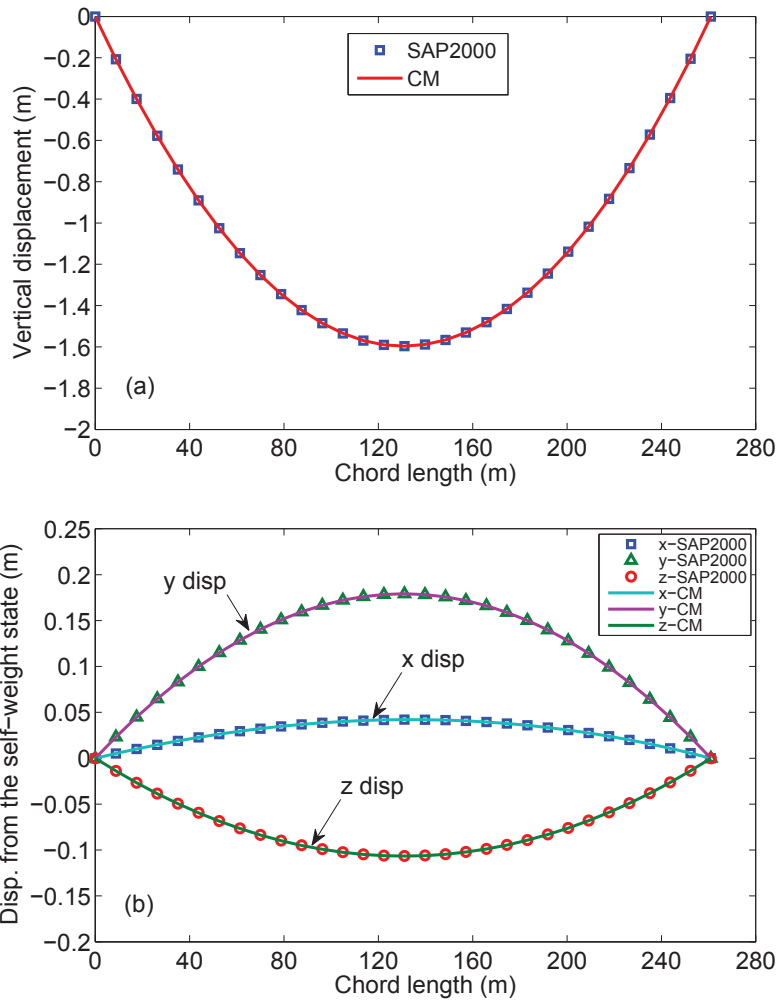 0
−0.2
−0.4
−0.6
−0.8
−1
−1.2
−1.4
−1.6
−1.8
−2
Vertical displacement (m)
SAP2000
CM
(a)
0 40 80 120 160 200 240 280
Chord length (m)
0.25
0.2
0.15
0.1
0.05
0
−0.05
−0.1
−0.15
−0.2
Disp. from the self−weight state (m)
x−SAP2000
y−SAP2000
z−SAP2000
x−CM
y−CM
z−CM
y disp
x disp
z disp
(b)
0 40 80 120 160 200 240 280
Chord length (m)